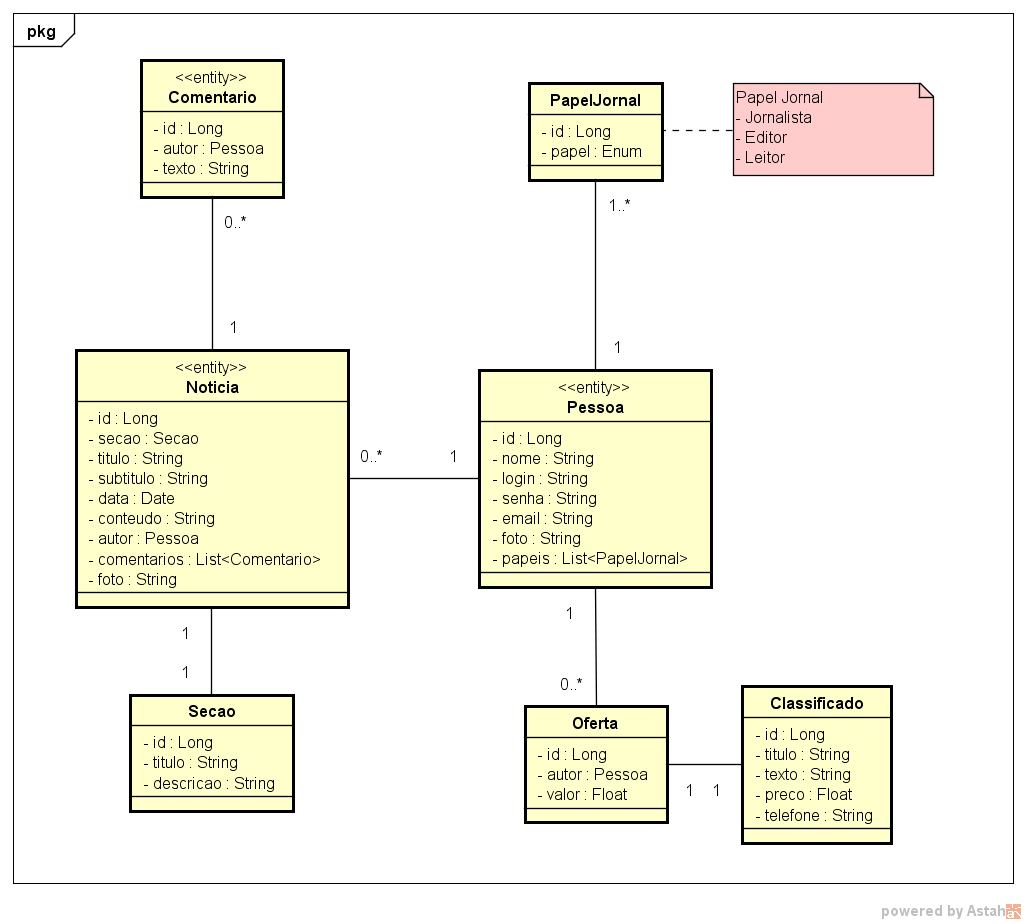 pkg
<<entity>>
Comentario
- id : Long
- autor : Pessoa
- texto : String
0..*
1
PapelJornal
- id : Long
- papel : Enum
Papel Jornal
- Jornalista
- Editor
- Leitor
1..*
1
<<entity>>
Noticia
- id : Long
- secao : Secao
- titulo : String
- subtitulo : String
- data : Date
- conteudo : String
- autor : Pessoa
- comentarios : List<Comentario>
- foto : String
0..*
1
<<entity>>
Pessoa
- id : Long
- nome : String
- login : String
- senha : String
- email : String
- foto : String
- papeis : List<PapelJornal>
1
1
Secao
- id : Long
- titulo : String
- descricao : String
1
0..*
Oferta
- id : Long
- autor : Pessoa
- valor : Float
1
1
Classificado
- id : Long
- titulo : String
- texto : String
- preco : Float
- telefone : String
powered by Astah